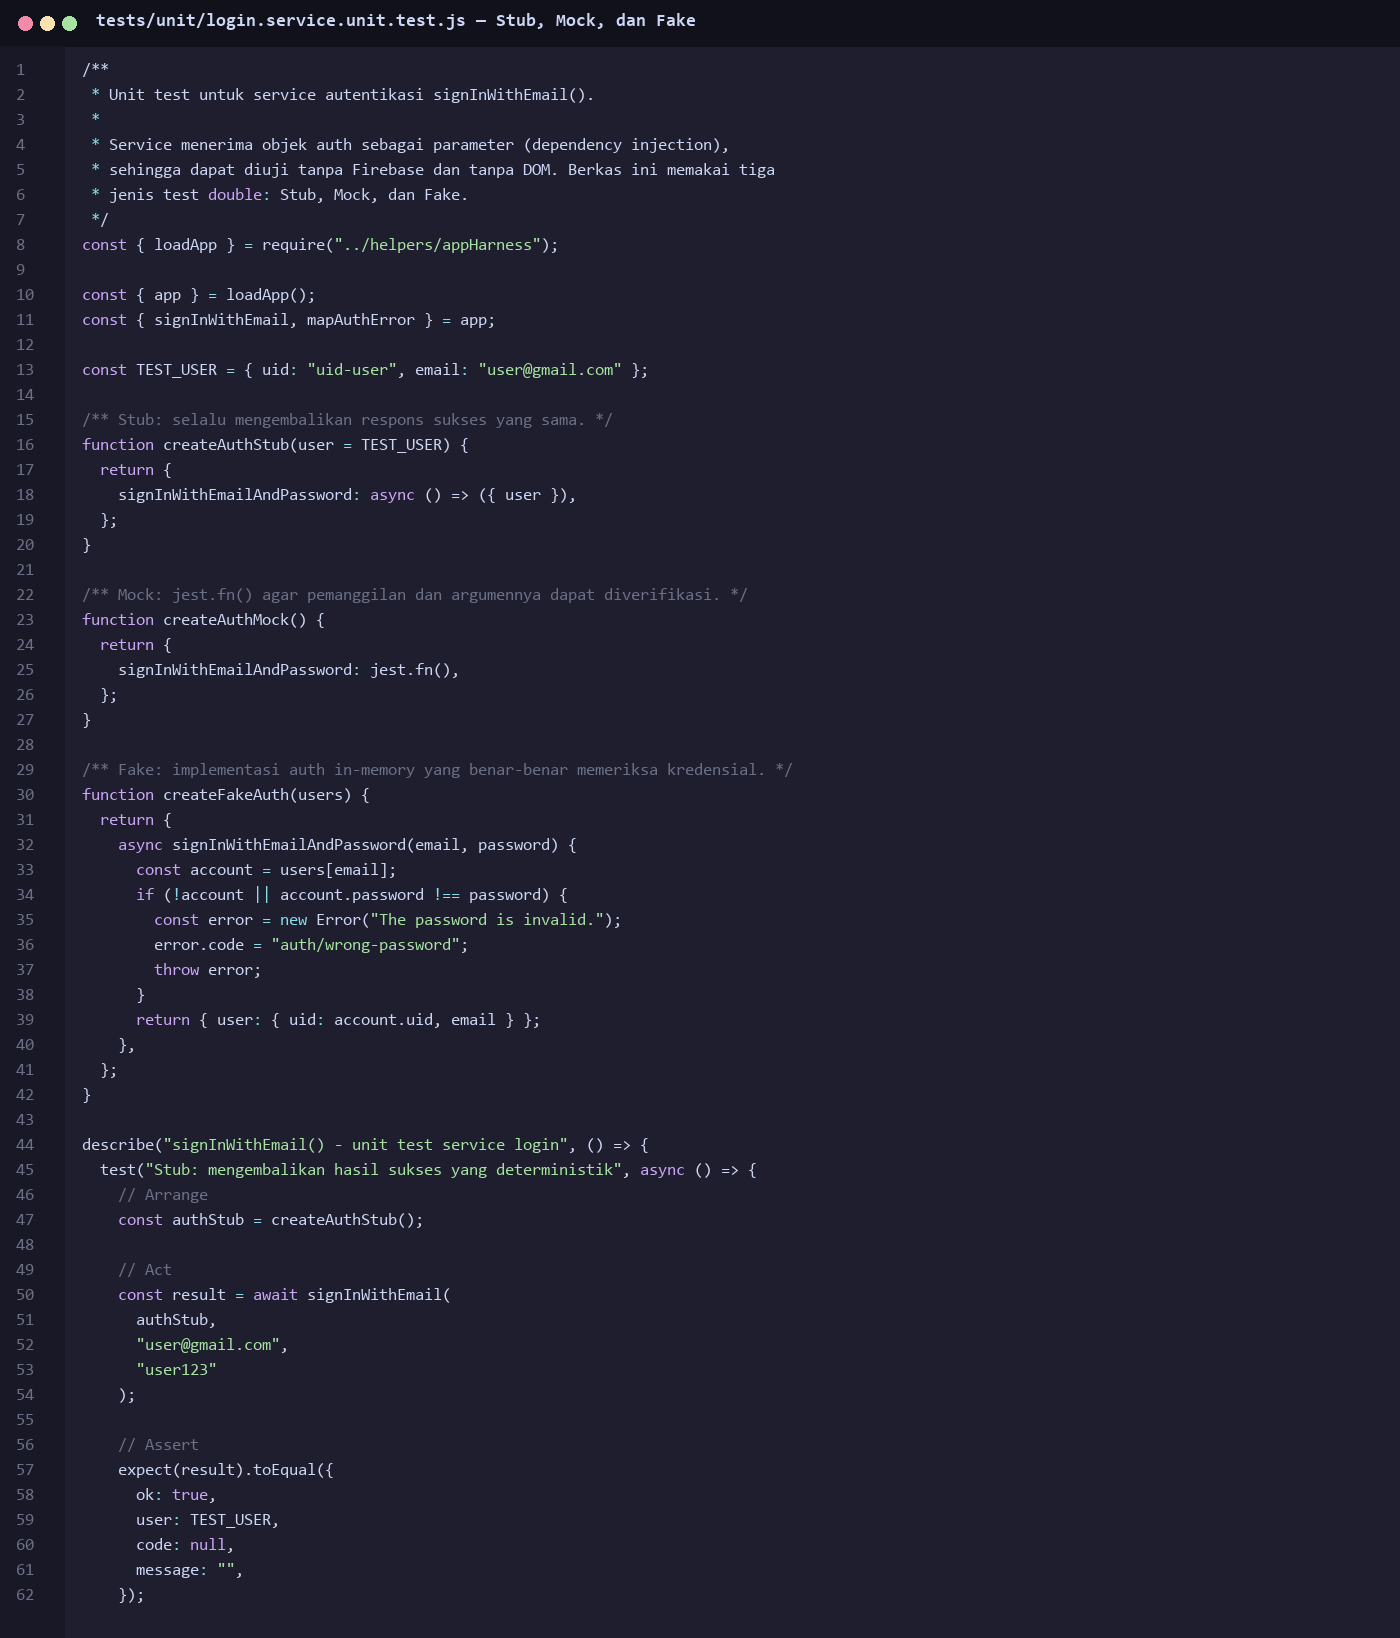 tests/unit/login.service.unit.test.js — Stub, Mock, dan Fake
1 /**
2  * Unit test untuk service autentikasi signInWithEmail().
3  *
4  * Service menerima objek auth sebagai parameter (dependency injection),
5  * sehingga dapat diuji tanpa Firebase dan tanpa DOM. Berkas ini memakai tiga
6  * jenis test double: Stub, Mock, dan Fake.
7  */
8 const { loadApp } = require("../helpers/appHarness");
9
10 const { app } = loadApp();
11 const { signInWithEmail, mapAuthError } = app;
12
13 const TEST_USER = { uid: "uid-user", email: "user@gmail.com" };
14
15 /** Stub: selalu mengembalikan respons sukses yang sama. */
16 function createAuthStub(user = TEST_USER) {
17   return {
18     signInWithEmailAndPassword: async () => ({ user }),
19   };
20 }
21
22 /** Mock: jest.fn() agar pemanggilan dan argumennya dapat diverifikasi. */
23 function createAuthMock() {
24   return {
25     signInWithEmailAndPassword: jest.fn(),
26   };
27 }
28
29 /** Fake: implementasi auth in-memory yang benar-benar memeriksa kredensial. */
30 function createFakeAuth(users) {
31   return {
32     async signInWithEmailAndPassword(email, password) {
33       const account = users[email];
34       if (!account || account.password !== password) {
35         const error = new Error("The password is invalid.");
36         error.code = "auth/wrong-password";
37         throw error;
38       }
39       return { user: { uid: account.uid, email } };
40     },
41   };
42 }
43
44 describe("signInWithEmail() - unit test service login", () => {
45   test("Stub: mengembalikan hasil sukses yang deterministik", async () => {
46     // Arrange
47     const authStub = createAuthStub();
48
49     // Act
50     const result = await signInWithEmail(
51       authStub,
52       "user@gmail.com",
53       "user123"
54     );
55
56     // Assert
57     expect(result).toEqual({
58       ok: true,
59       user: TEST_USER,
60       code: null,
61       message: "",
62     });